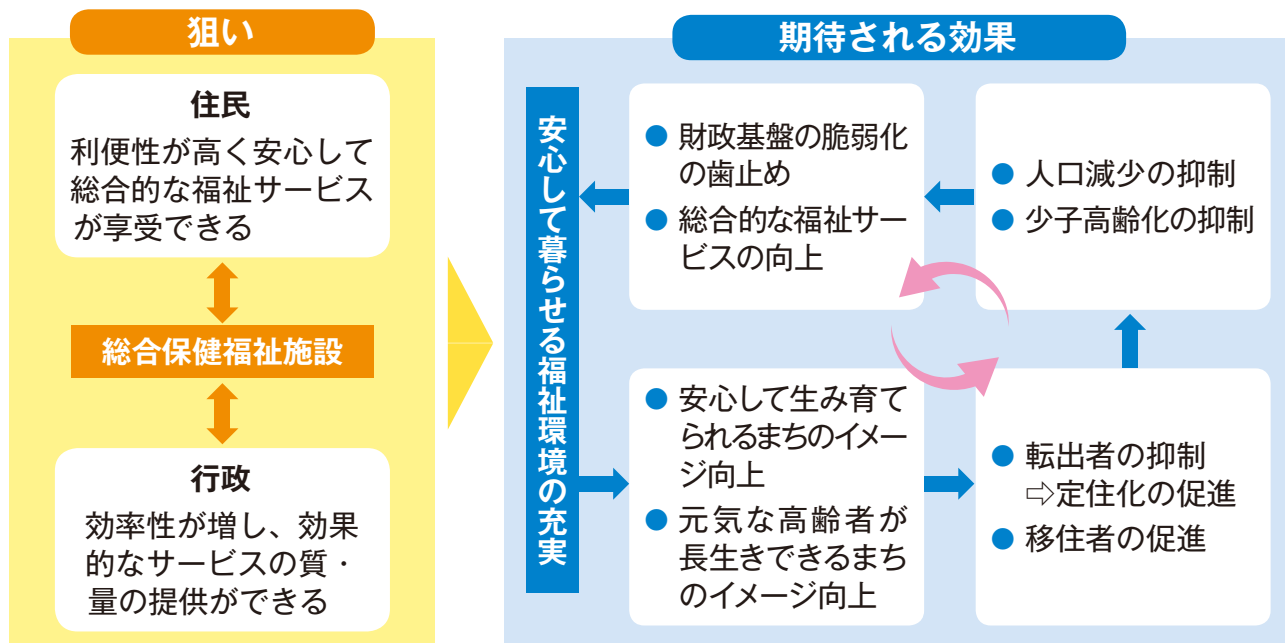 狙い
住民
利便性が高く安心して
総合的な福祉サービス
が享受できる
総合保健福祉施設
行政
効率性が増し、効果
的なサービスの質・
量の提供ができる
期待される効果
安心して暮らせる福祉環境の充実
● 財政基盤の脆弱化
の歯止め
● 総合的な福祉サー
ビスの向上
● 人口減少の抑制
● 少子高齢化の抑制
● 安心して生み育て
られるまちのイメー
ジ向上
● 元気な高齢者が
長生きできるまち
のイメージ向上
● 転出者の抑制
⇨定住化の促進
● 移住者の促進